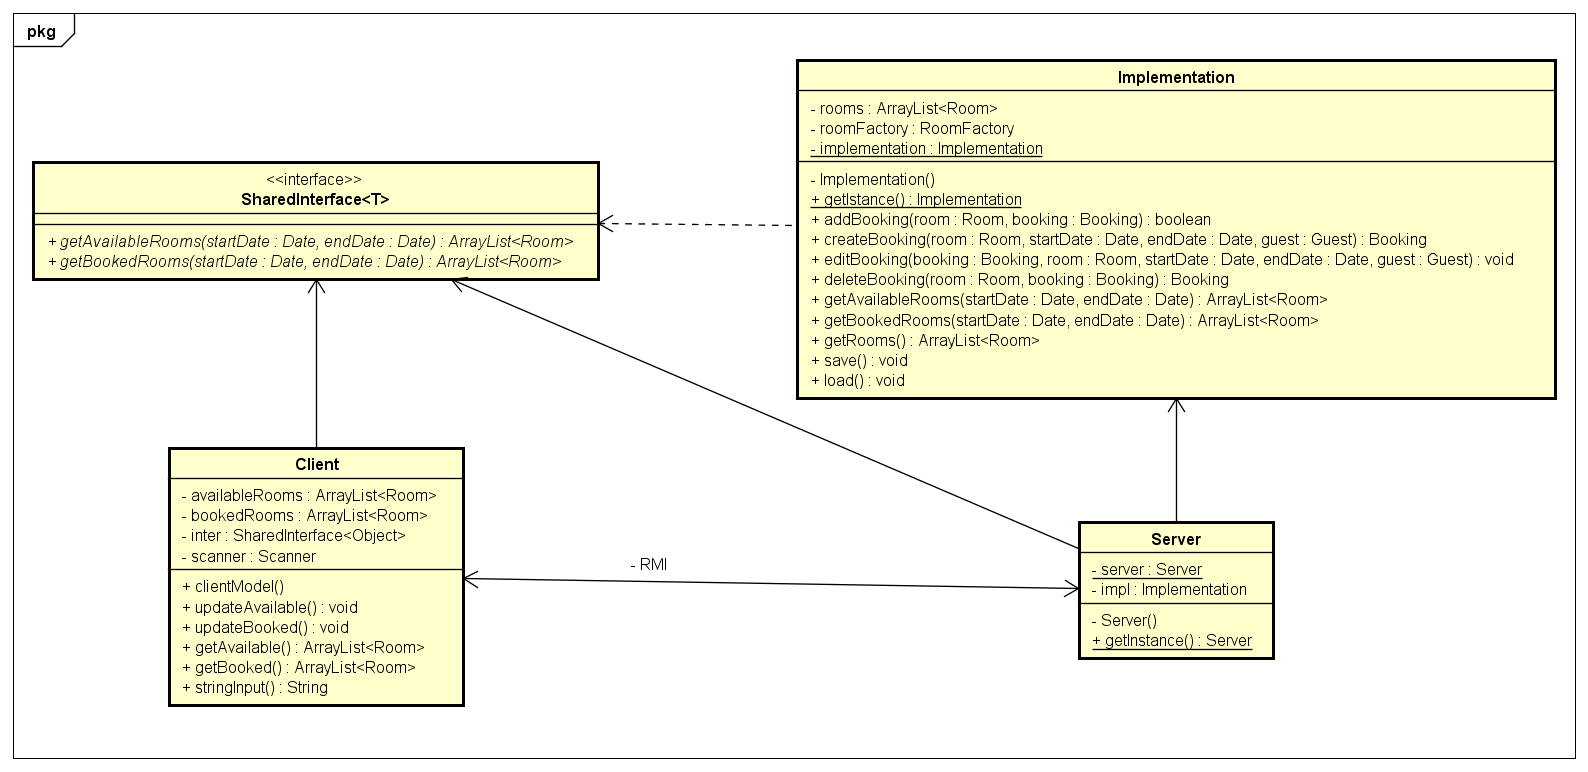 pkg
<<interface>>
SharedInterface<T>
+ getAvailableRooms(startDate : Date, endDate : Date) : ArrayList<Room>
+ getBookedRooms(startDate : Date, endDate : Date) : ArrayList<Room>
Implementation
- rooms : ArrayList<Room>
- roomFactory : RoomFactory
- implementation : Implementation
- Implementation()
+ getIstance() : Implementation
+ addBooking(room : Room, booking : Booking) : boolean
+ createBooking(room : Room, startDate : Date, endDate : Date, guest : Guest) : Booking
+ editBooking(booking : Booking, room : Room, startDate : Date, endDate : Date, guest : Guest) : void
+ deleteBooking(room : Room, booking : Booking) : Booking
+ getAvailableRooms(startDate : Date, endDate : Date) : ArrayList<Room>
+ getBookedRooms(startDate : Date, endDate : Date) : ArrayList<Room>
+ getRooms() : ArrayList<Room>
+ save() : void
+ load() : void
Client
- availableRooms : ArrayList<Room>
- bookedRooms : ArrayList<Room>
- inter : SharedInterface<Object>
- scanner : Scanner
+ clientModel()
+ updateAvailable() : void
+ updateBooked() : void
+ getAvailable() : ArrayList<Room>
+ getBooked() : ArrayList<Room>
+ stringInput() : String
- RMI
Server
- server : Server
- impl : Implementation
- Server()
+ getInstance() : Server